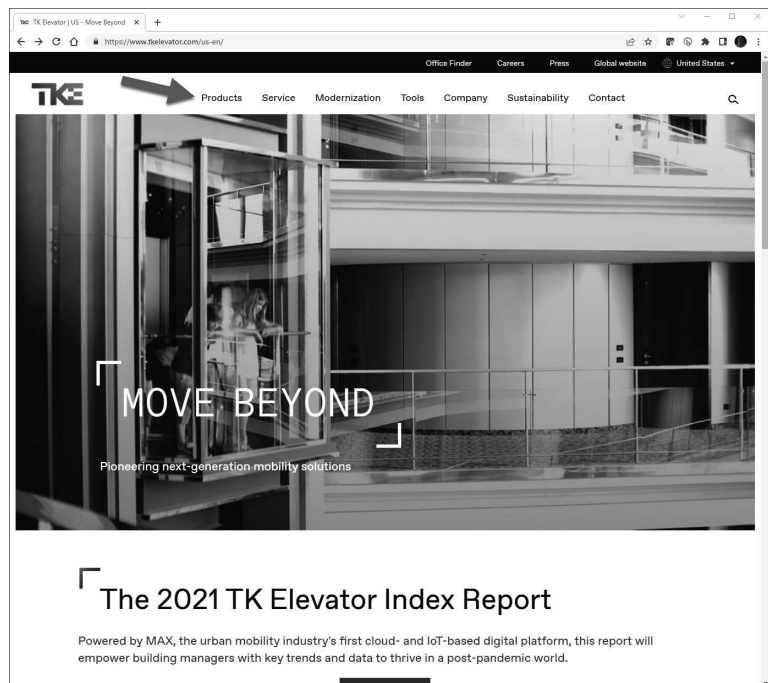 TKE TK Elevator | US - Move Beyond
https://www.tkelevator.com/us-en/
Office Finder Careers Press Global website United States
TKE
Products Service Modernization Tools Company Sustainability Contact
MOVE BEYOND
Pioneering next-generation mobility solutions
The 2021 TK Elevator Index Report
Powered by MAX, the urban mobility industry's first cloud- and IoT-based digital platform, this report will
empower building managers with key trends and data to thrive in a post-pandemic world.